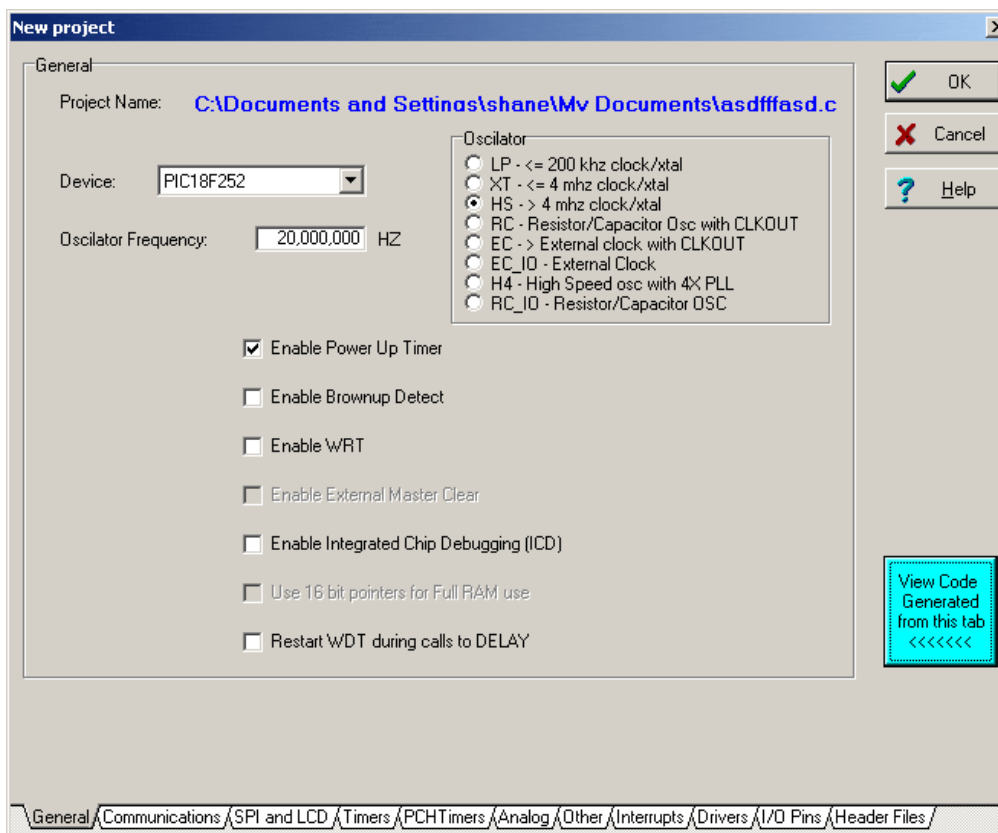 New project
General
Project Name: C:\Documents and Settings\shane\My Documents\asdfffasd.c
Device: PIC18F252
Oscilator Frequency: 20,000,000 HZ
Oscilator
LP - <= 200 khz clock/xtal
XT - <= 4 mhz clock/xtal
HS - > 4 mhz clock/xtal
RC - Resistor/Capacitor Osc with CLKOUT
EC - > External clock with CLKOUT
EC_IO - External Clock
H4 - High Speed osc with 4X PLL
RC_IO - Resistor/Capacitor OSC
Enable Power Up Timer
Enable Brownup Detect
Enable WRT
Enable External Master Clear
Enable Integrated Chip Debugging (ICD)
Use 16 bit pointers for Full RAM use
Restart WDT during calls to DELAY
OK
Cancel
Help
View Code
Generated
from this tab
<<<<<<<
General Communications SPI and LCD Timers PCHTimers Analog Other Interrupts Drivers I/O Pins Header Files